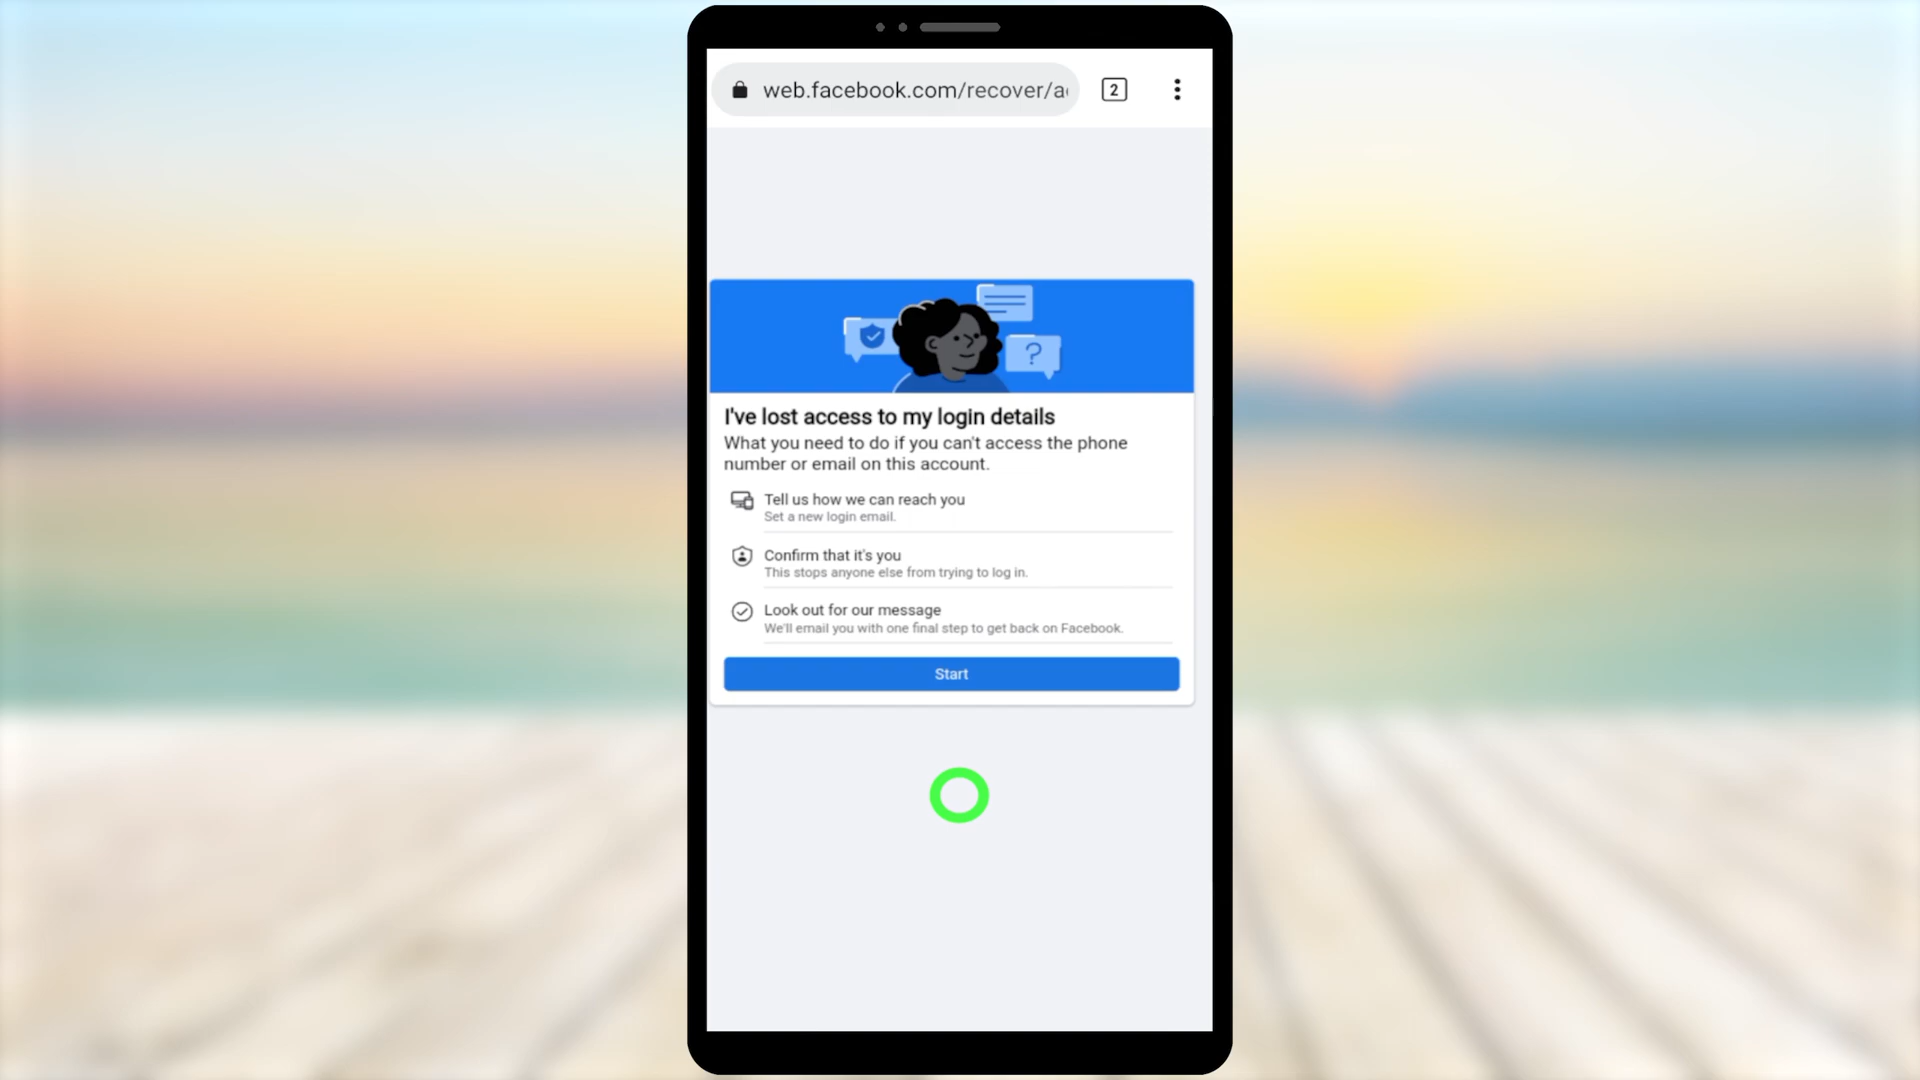 web.facebook.com/recover/a
2
?
I've lost access to my login details
What you need to do if you can't access the phone
number or email on this account.
Tell us how we can reach you
Set a new login email.
Confirm that it's you
This stops anyone else from trying to log in.
Look out for our message
We'll email you with one final step to get back on Facebook.
Start